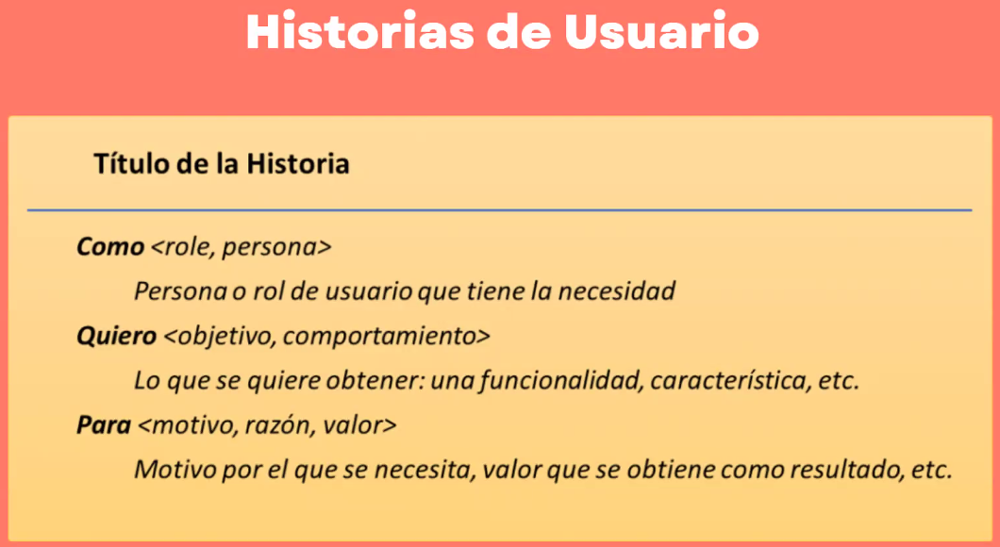 Historias de Usuario
Título de la Historia
Como <role, persona>
Persona o rol de usuario que tiene la necesidad
Quiero <objetivo, comportamiento>
Lo que se quiere obtener: una funcionalidad, característica, etc.
Para <motivo, razón, valor>
Motivo por el que se necesita, valor que se obtiene como resultado, etc.